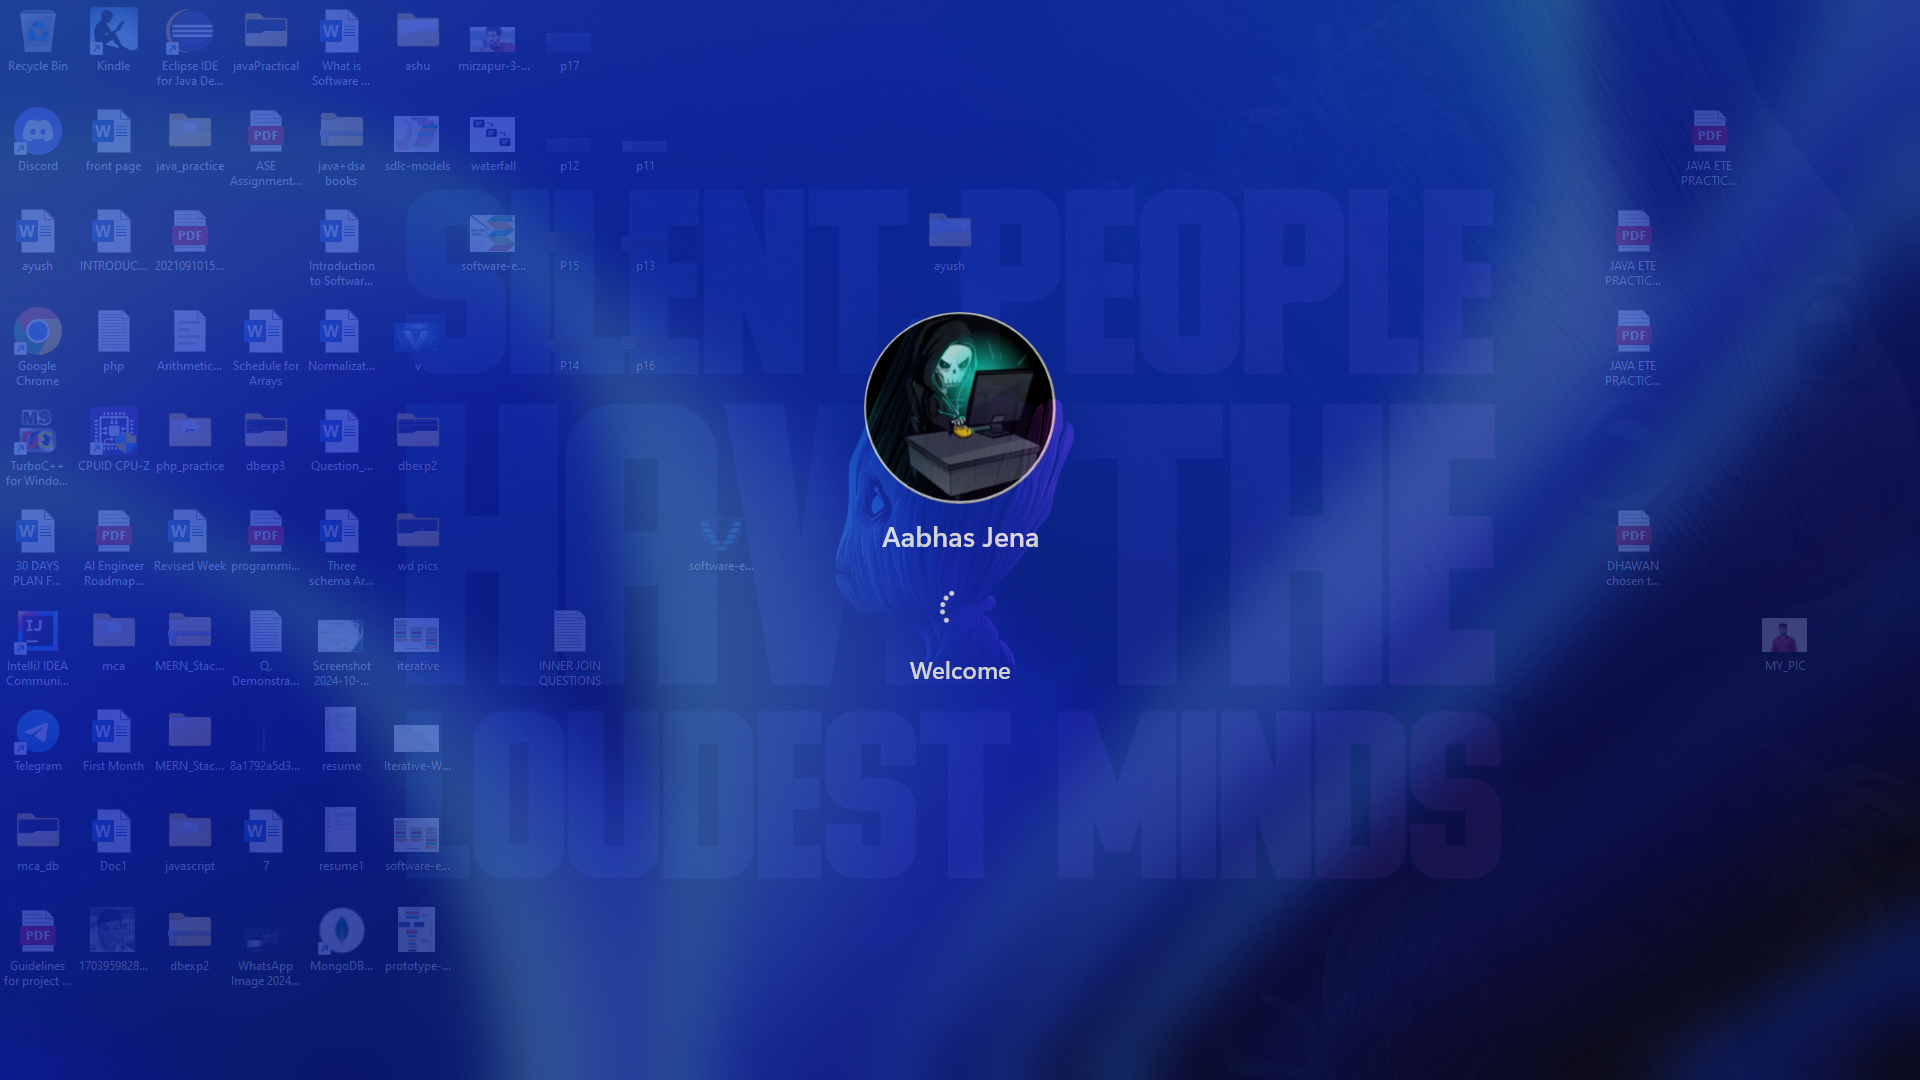 Recycle Bin
Kindle
Eclipse IDE
for Java De...
javaPractical
What is
Software ...
ashu
mirzapur-3-...
p17
Discord
front page
java_practice
ASE
Assignment...
java+dsa
books
sdlc-models
waterfall
p12
p11
JAVA ETE
PRACTIC...
ayush
INTRODUC...
2021091015...
Introduction
to Softwar...
software-e...
P15
p13
ayush
JAVA ETE
PRACTIC...
Google
Chrome
php
Arithmetic...
Schedule for
Arrays
Normalizat...
v
P14
p16
JAVA ETE
PRACTIC...
TurboC++
for Windo...
CPUID CPU-Z
php_practice
dbexp3
Question_...
dbexp2
30 DAYS
PLAN F...
AI Engineer
Roadmap...
Revised Week
programmi...
Three
schema Ar...
wd pics
software-e...
DHAWAN
chosen t...
IntelliJ IDEA
Communi...
mca
MERN_Stac...
Q.
Demonstra...
Screenshot
2024-10-...
iterative
INNER JOIN
QUESTIONS
MY_PIC
Telegram
First Month
MERN_Stac...
8a1792a5d3...
resume
Iterative-W...
mca_db
Doc1
javascript
7
resume1
software-e...
Guidelines
for project ...
1703959828...
dbexp2
WhatsApp
Image 2024...
MongoDB...
prototype-...
SILENT PEOPLE
HAVE THE
LOUDEST MINDS
Aabhas Jena
Welcome